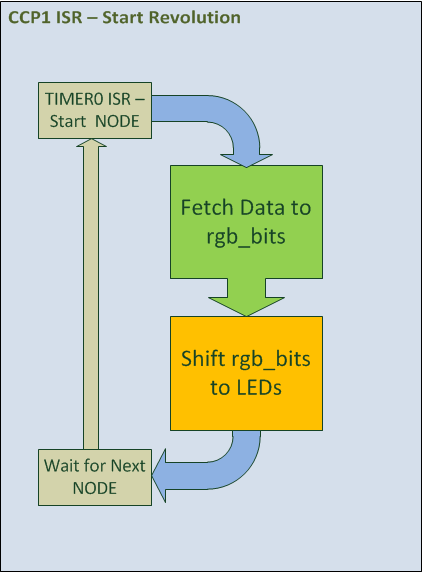 CCP1 ISR – Start Revolution
TIMER0 ISR –
Start NODE
Fetch Data to
rgb_bits
Shift rgb_bits
to LEDs
Wait for Next
NODE